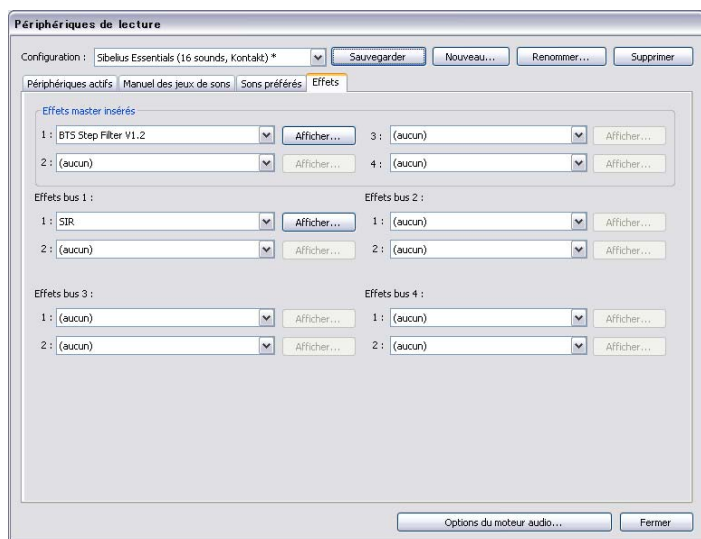 Périphériques de lecture
Configuration : Sibelius Essentials (16 sounds, Kontakt) * Sauvegarder Nouveau... Renommer... Supprimer
Périphériques actifs Manuel des jeux de sons Sons préférés Effets
Effets master insérés
1 : BTS Step Filter V1.2 Afficher... 3 : (aucun) Afficher...
2 : (aucun) Afficher... 4 : (aucun) Afficher...
Effets bus 1 : Effets bus 2 :
1 : SIR Afficher... 1 : (aucun) Afficher...
2 : (aucun) Afficher... 2 : (aucun) Afficher...
Effets bus 3 : Effets bus 4 :
1 : (aucun) Afficher... 1 : (aucun) Afficher...
2 : (aucun) Afficher... 2 : (aucun) Afficher...
Options du moteur audio... Fermer